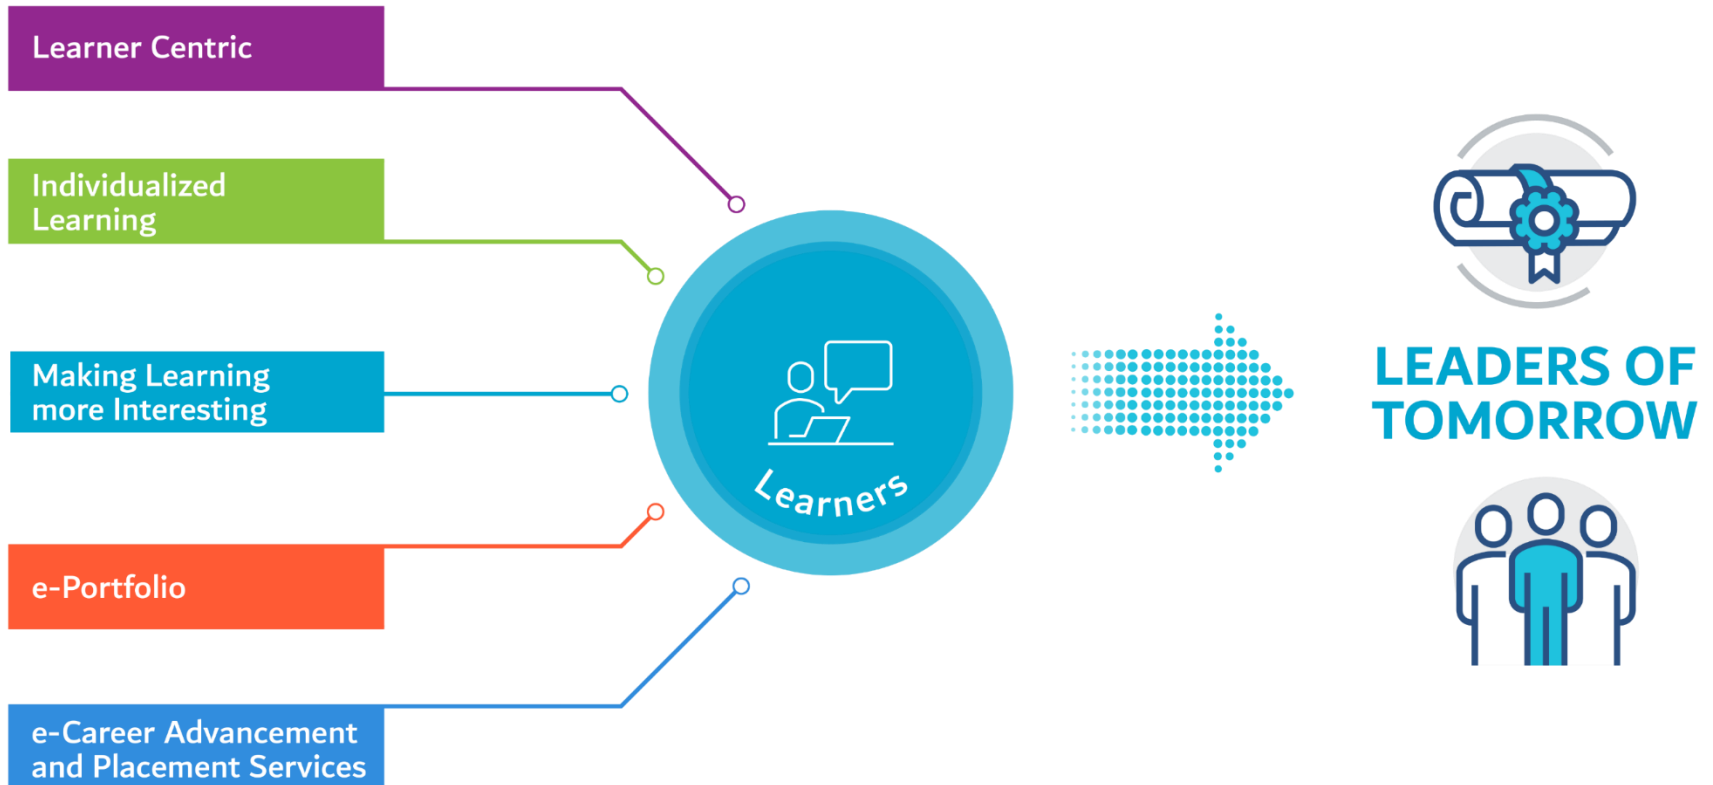 Learner Centric
Individualized
Learning
Making Learning
more Interesting
e-Portfolio
e-Career Advancement
and Placement Services
Learners
LEADERS OF
TOMORROW